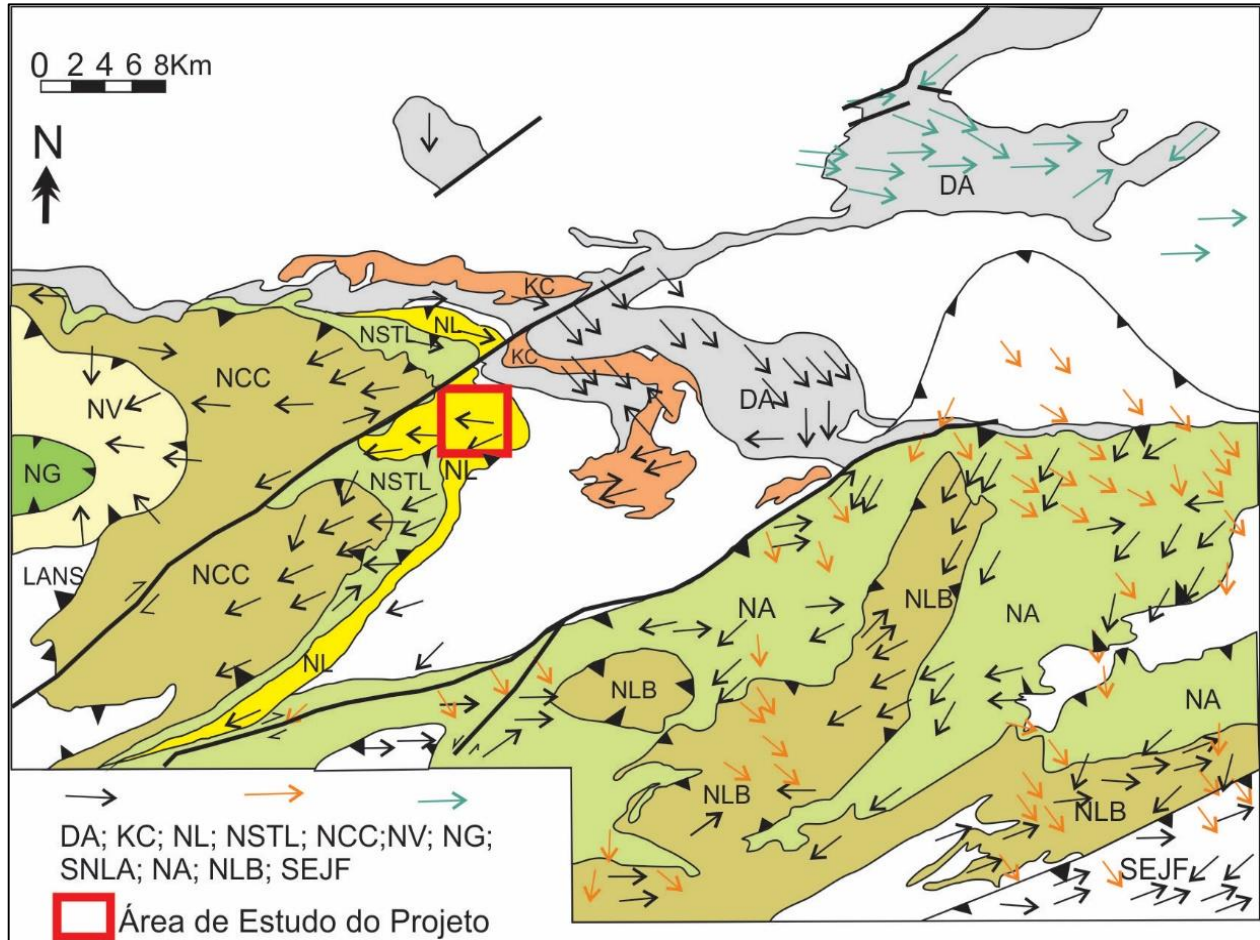 0 2 4 6 8Km
N
DA
KC
NL
NSTL
KC
NCC
DA
NV
NL
NG
NSTL
LANS
NCC
NLB
NA
NA
NL
NLB
NA
NLB
NLB
SEJF
DA; KC; NL; NSTL; NCC;NV; NG;
SNLA; NA; NLB; SEJF
Área de Estudo do Projeto